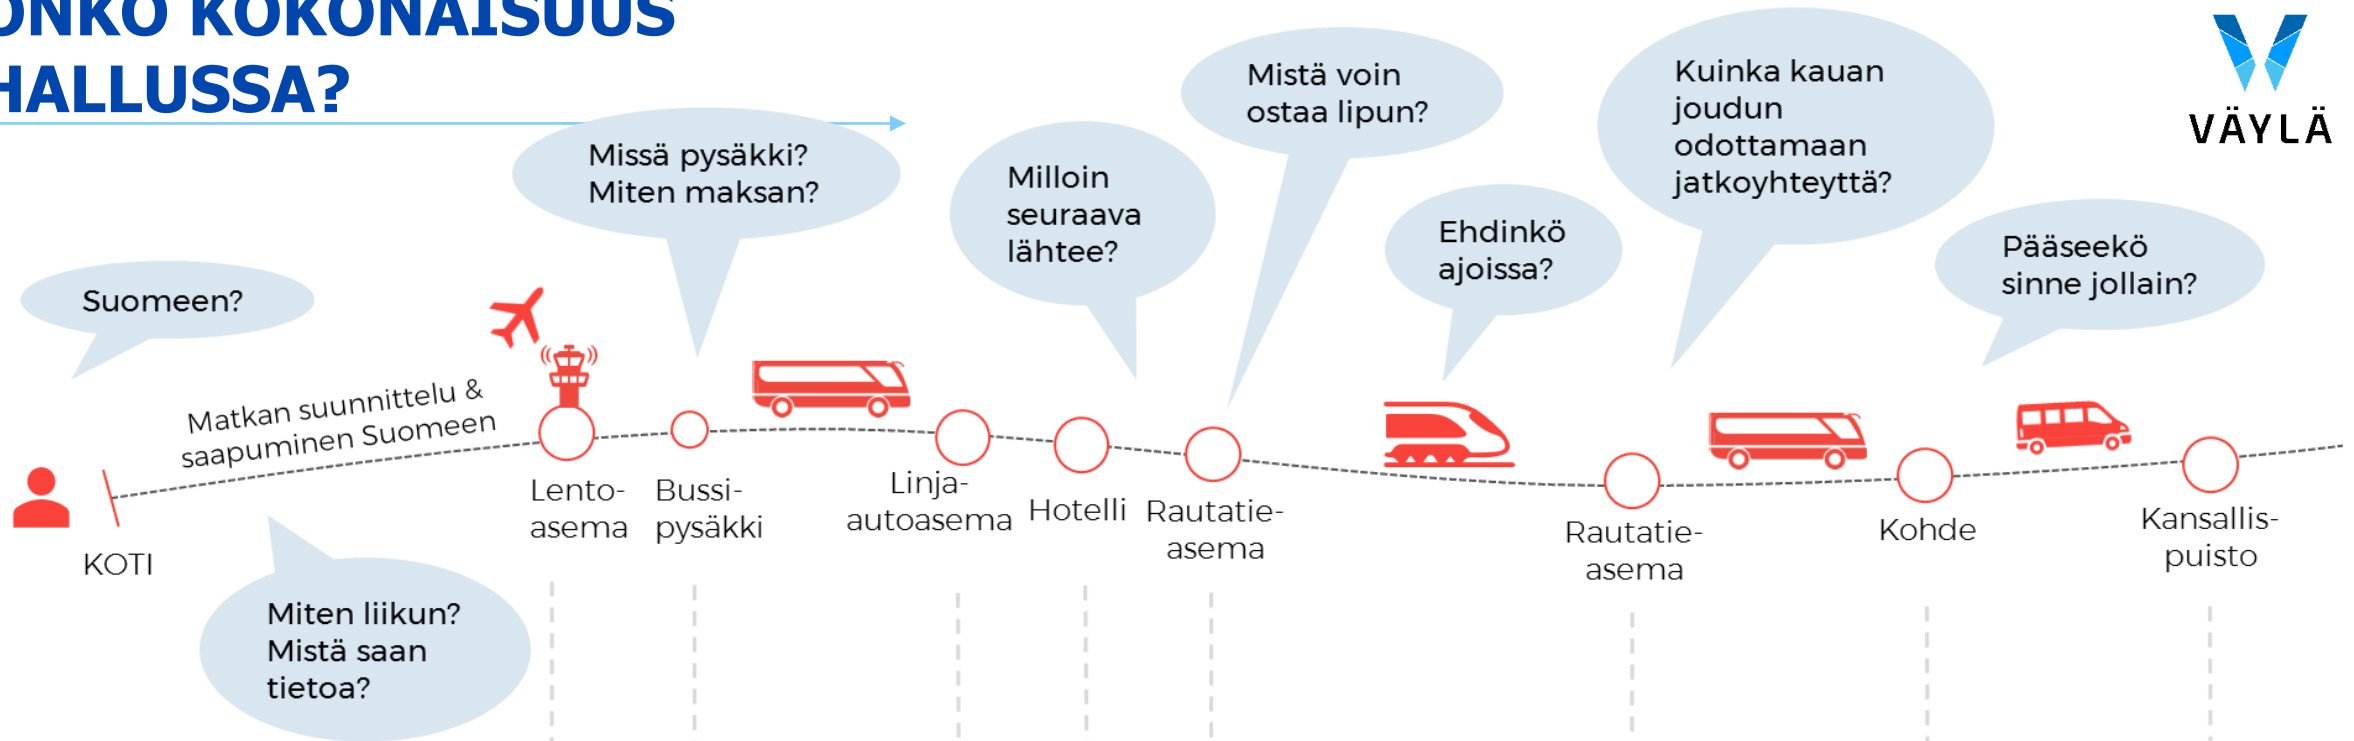 ONKO KOKONAISUUS
HALLUSSA?
VÄYLÄ
Suomeen?
Missä pysäkki?
Miten maksan?
Milloin
seuraava
lähtee?
Mistä voin
ostaa lipun?
Ehdinkö
ajoissa?
Kuinka kauan
joudun
odottamaan
jatkoyhteyttä?
Pääseekö
sinne jollain?
Matkan suunnittelu &
saapuminen Suomeen
KOTI
Miten liikun?
Mistä saan
tietoa?
Lento-
asema
Bussi-
pysäkki
Linja-
autoasema
Hotelli
Rautatie-
asema
Rautatie-
asema
Kohde
Kansallis-
puisto